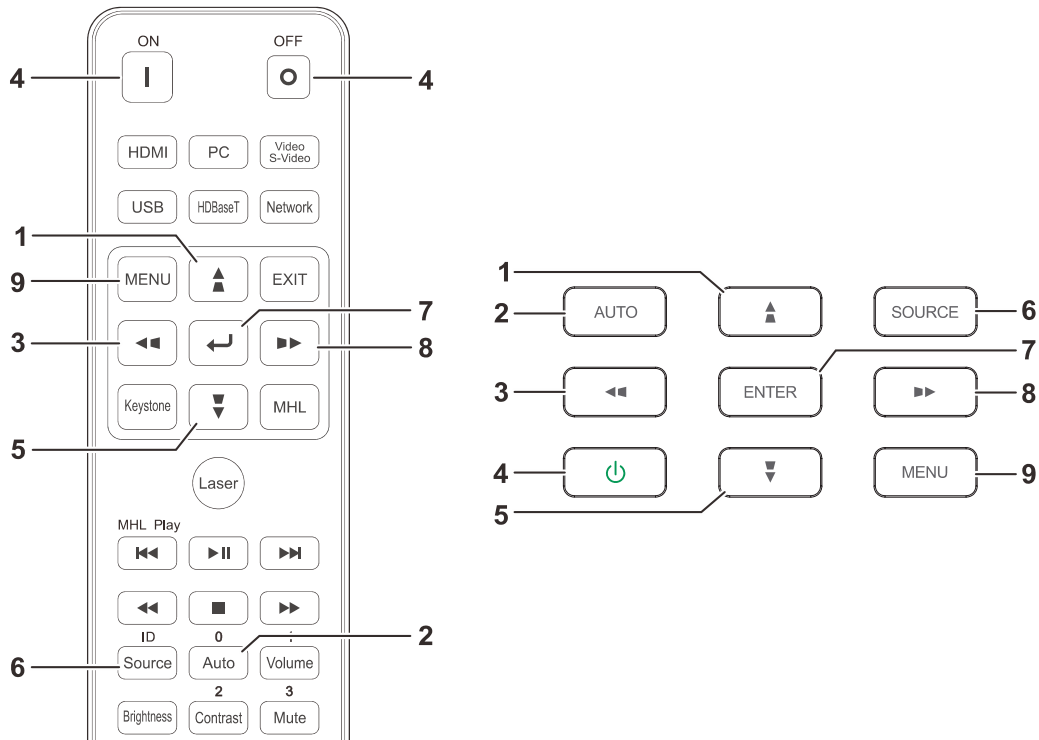 ON OFF
4 4
HDMI PC Video S-Video
USB HDBaseT Network
1
9 MENU EXIT
7
3 8
Keystone MHL
5
Laser
MHL Play
ID 0 :
2
6 Source Auto Volume
2 3
Brightness Contrast Mute
1
2 AUTO SOURCE 6
7
3 ENTER 8
4 MENU 9
5